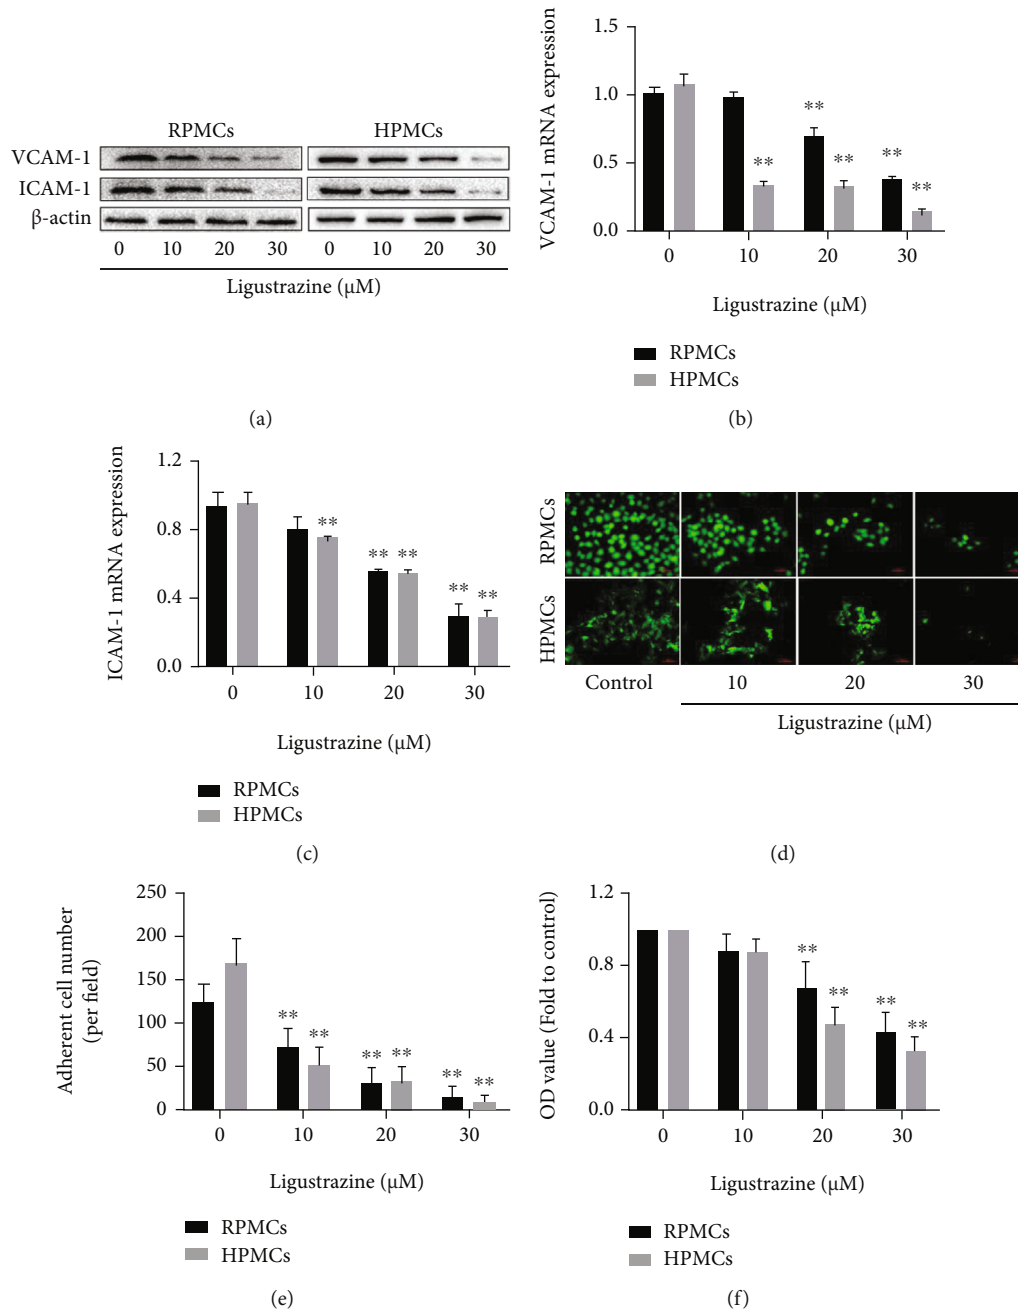 RPMCs HPMCs
VCAM-1
ICAM-1
β-actin
0 10 20 30 0 10 20 30
Ligustrazine (μM)
(a)
VCAM-1 mRNA expression
1.5
1.0
0.5
0.0
** ** ** ** **
0 10 20 30
Ligustrazine (μM)
RPMCs
HPMCs
(b)
ICAM-1 mRNA expression
1.2
0.8
0.4
0.0
** ** ** ** **
0 10 20 30
Ligustrazine (μM)
RPMCs
HPMCs
(c)
RPMCs
HPMCs
Control 10 20 30
Ligustrazine (μM)
(d)
Adherent cell number
(per field)
250
200
150
100
50
0
** ** ** ** ** **
0 10 20 30
Ligustrazine (μM)
RPMCs
HPMCs
(e)
OD value (Fold to control)
1.2
0.8
0.4
0.0
** ** ** **
0 10 20 30
Ligustrazine (μM)
RPMCs
HPMCs
(f)